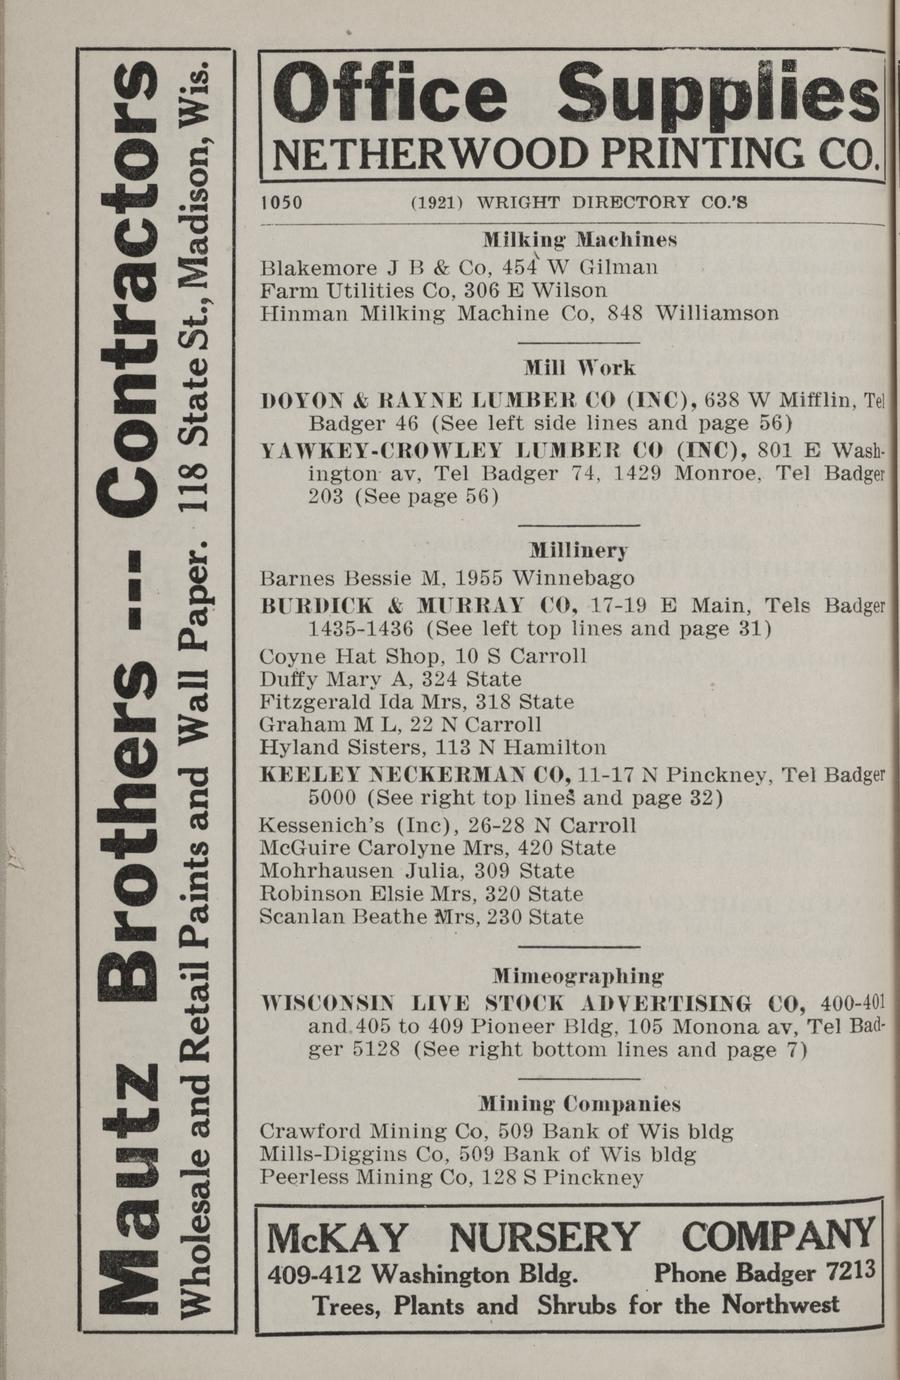 Mautz Brothers --- Contractors
Wholesale and Retail Paints and Wall Paper. 118 State St., Madison, Wis.
Office Supplies
NETHERWOOD PRINTING CO.
1050 (1921) WRIGHT DIRECTORY CO.'S
Milking Machines
Blakemore J B & Co, 454 W Gilman
Farm Utilities Co, 306 E Wilson
Hinman Milking Machine Co, 848 Williamson
Mill Work
DOYON & RAYNE LUMBER CO (INC), 638 W Mifflin, Tel
Badger 46 (See left side lines and page 56)
YAWKEY-CROWLEY LUMBER CO (INC), 801 E Wash-
ington av, Tel Badger 74, 1429 Monroe, Tel Badger
203 (See page 56)
Millinery
Barnes Bessie M, 1955 Winnebago
BURDICK & MURRAY CO, 17-19 E Main, Tels Badger
1435-1436 (See left top lines and page 31)
Coyne Hat Shop, 10 S Carroll
Duffy Mary A, 324 State
Fitzgerald Ida Mrs, 318 State
Graham M L, 22 N Carroll
Hyland Sisters, 113 N Hamilton
KEELEY NECKERMAN CO, 11-17 N Pinckney, Tel Badger
5000 (See right top lines and page 32)
Kessenich's (Inc), 26-28 N Carroll
McGuire Carolyne Mrs, 420 State
Mohrhausen Julia, 309 State
Robinson Elsie Mrs, 320 State
Scanlan Beathe Mrs, 230 State
Mimeographing
WISCONSIN LIVE STOCK ADVERTISING CO, 400-401
and 405 to 409 Pioneer Bldg, 105 Monona av, Tel Bad-
ger 5128 (See right bottom lines and page 7)
Mining Companies
Crawford Mining Co, 509 Bank of Wis bldg
Mills-Diggins Co, 509 Bank of Wis bldg
Peerless Mining Co, 128 S Pinckney
McKAY NURSERY COMPANY
409-412 Washington Bldg. Phone Badger 7213
Trees, Plants and Shrubs for the Northwest